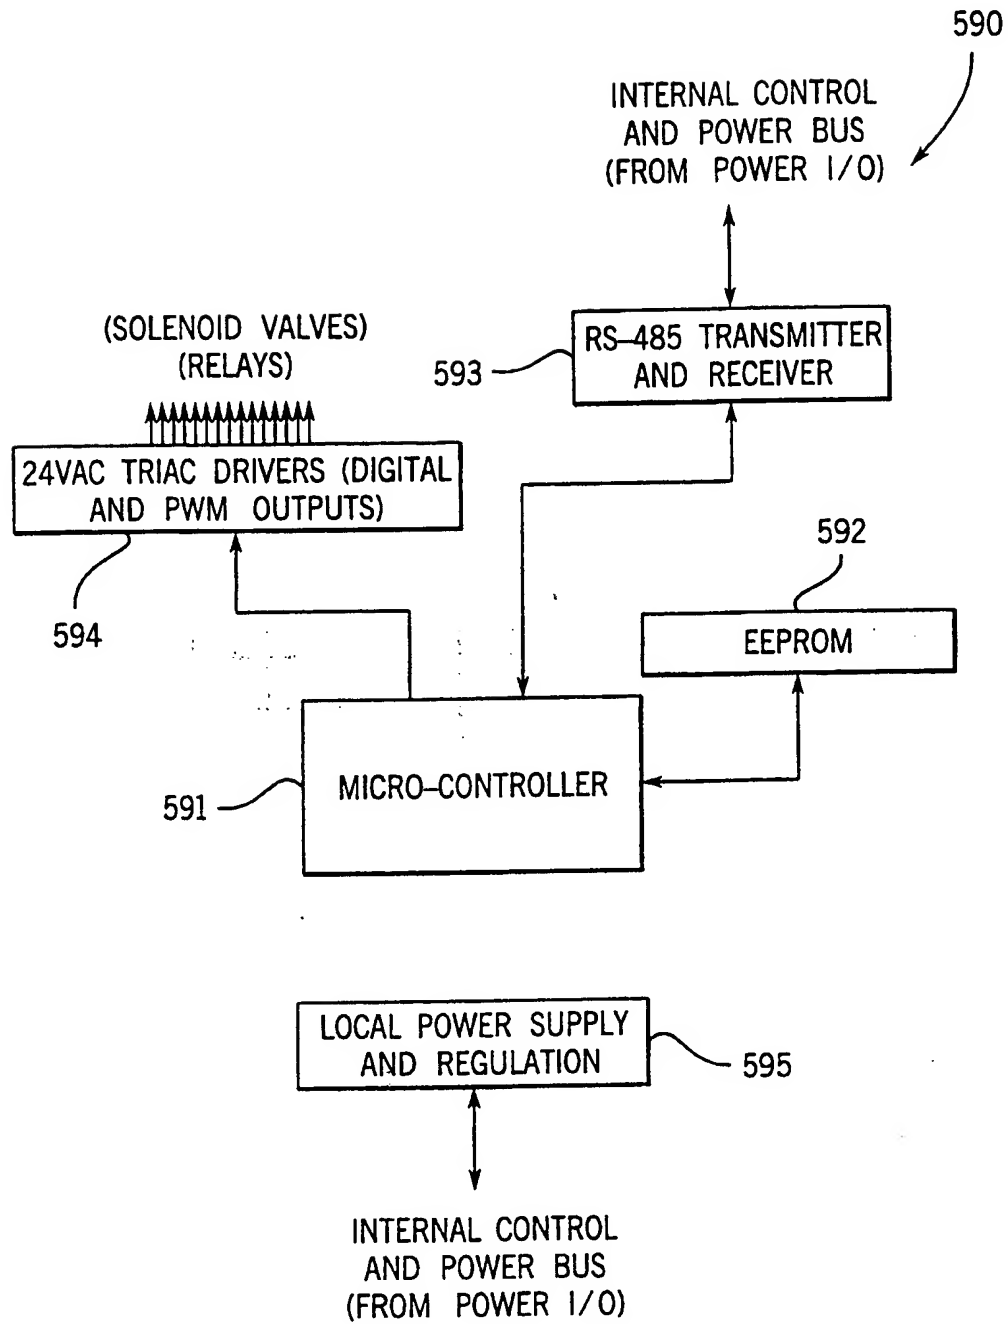 590
INTERNAL CONTROL
AND POWER BUS
(FROM POWER I/O)
(SOLENOID VALVES)
(RELAYS)
593
RS-485 TRANSMITTER
AND RECEIVER
24VAC TRIAC DRIVERS (DIGITAL
AND PWM OUTPUTS)
592
594
EEPROM
MICRO-CONTROLLER
591
LOCAL POWER SUPPLY
AND REGULATION
595
INTERNAL CONTROL
AND POWER BUS
(FROM POWER I/O)